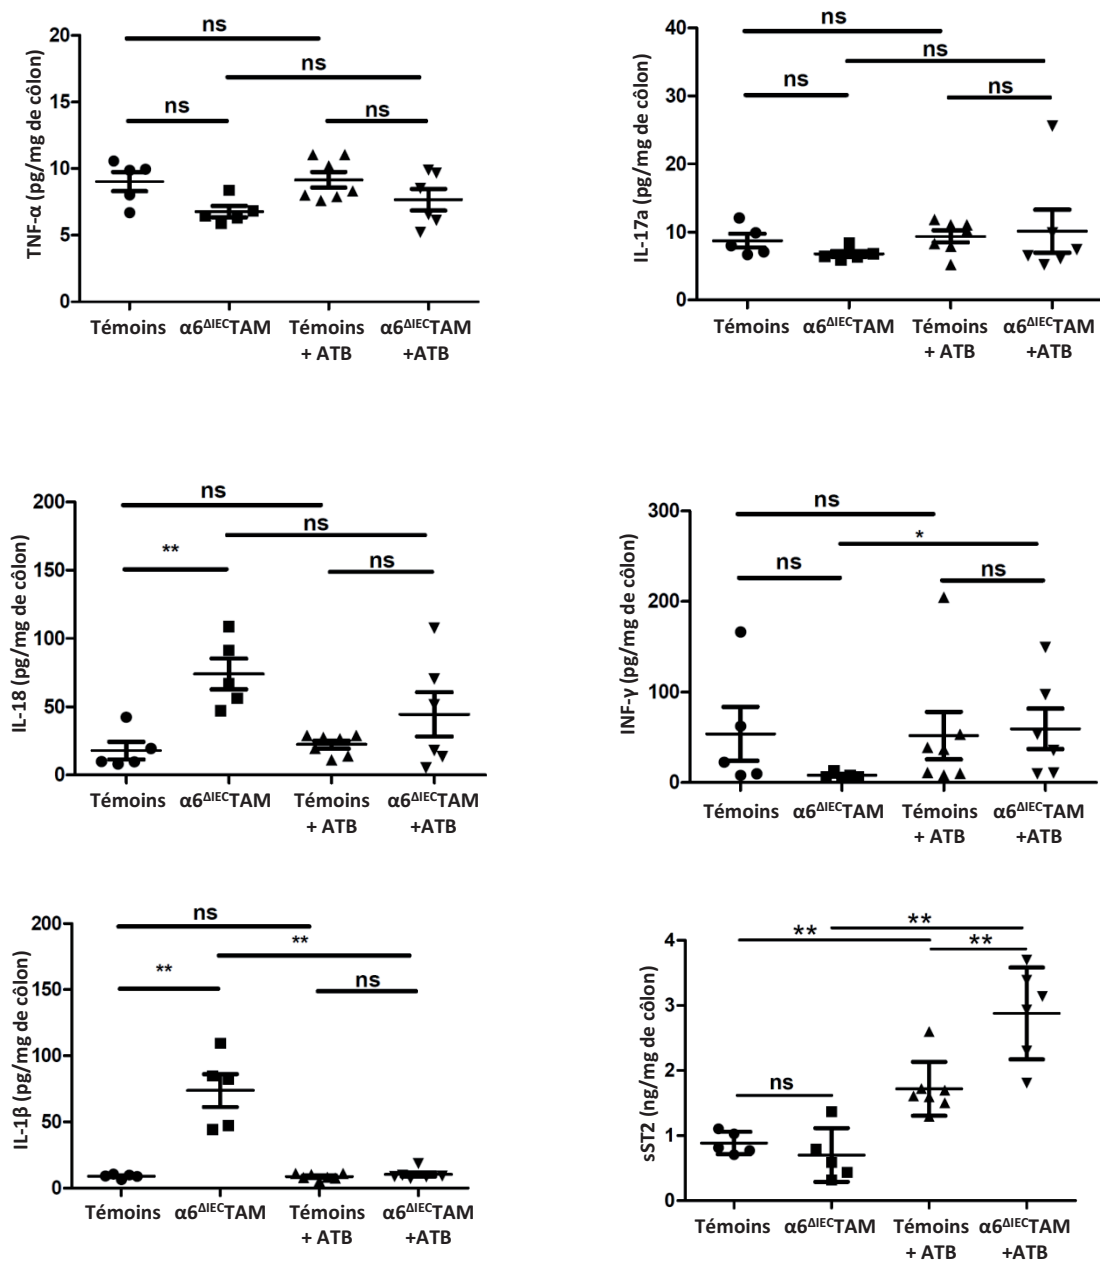 ns
ns
ns
ns
TNF-α (pg/mg de côlon)
20
15
10
5
0
Témoins α6ΔIECTAM Témoins α6ΔIECTAM
+ ATB +ATB
ns
ns
ns
ns
IL-17a (pg/mg de côlon)
40
30
20
10
0
Témoins α6ΔIECTAM Témoins α6ΔIECTAM
+ ATB +ATB
ns
ns
**
ns
IL-18 (pg/mg de côlon)
200
150
100
50
0
Témoins α6ΔIECTAM Témoins α6ΔIECTAM
+ ATB +ATB
ns
*
ns
ns
INF-γ (pg/mg de côlon)
300
200
100
0
Témoins α6ΔIECTAM Témoins α6ΔIECTAM
+ ATB +ATB
ns
**
**
ns
IL-1β (pg/mg de côlon)
200
150
100
50
0
Témoins α6ΔIECTAM Témoins α6ΔIECTAM
+ ATB +ATB
**
**
**
ns
sST2 (ng/mg de côlon)
4
3
2
1
0
Témoins α6ΔIECTAM Témoins α6ΔIECTAM
+ ATB +ATB